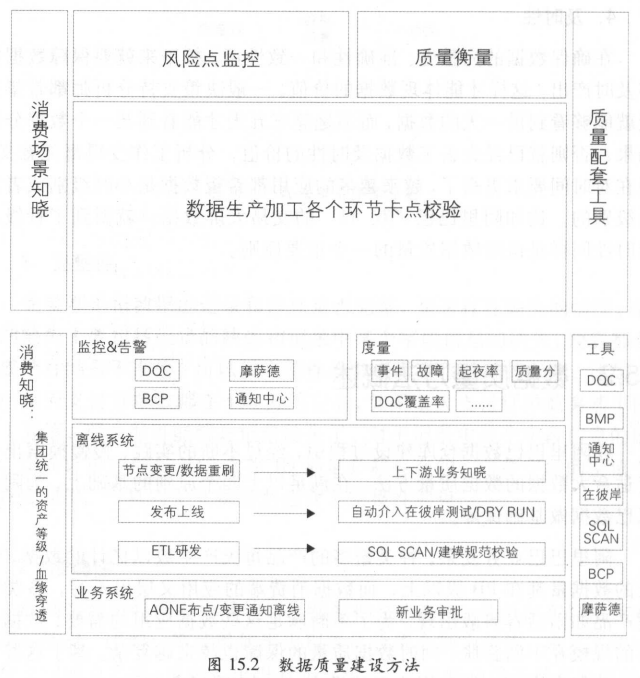 4，及时性
消费场景知晓
风险点监控
质量衡量
数据生产加工各个环节卡点校验
质量配套工具
消费知晓：
集团统一的资产等级/血缘穿透
监控&告警
DQC 摩萨德
BCP 通知中心
度量
事件 故障 起夜率 质量分
DQC覆盖率 ......
离线系统
节点变更/数据重刷 上下游业务知晓
发布上线 自动介入在彼岸测试/DRY RUN
ETL研发 SQL SCAN/建模规范校验
业务系统
AONE布点/变更通知离线 新业务审批
工具
DQC
BMP
通知
中心
在彼岸
SQL
SCAN
BCP
摩萨德
图 15.2 数据质量建设方法